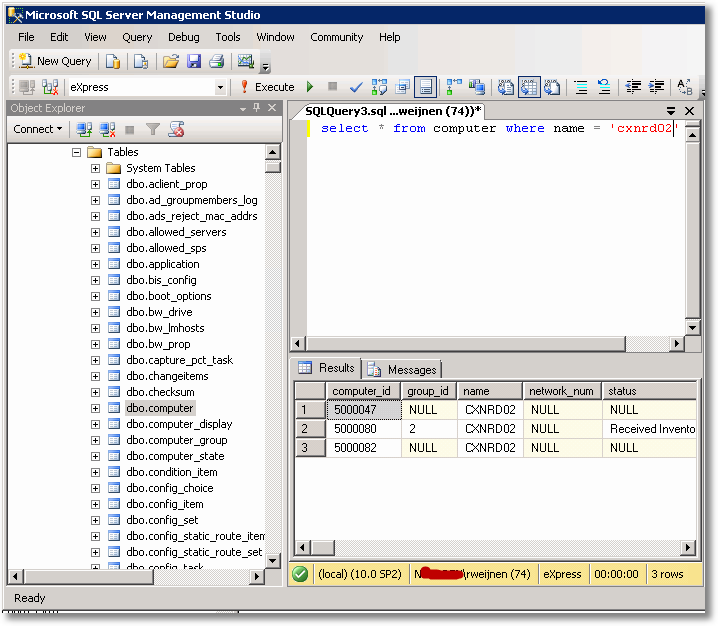 Microsoft SQL Server Management Studio
File Edit View Query Debug Tools Window Community Help
New Query
eXpress Execute
Object Explorer
Connect
Tables
System Tables
dbo.aclient_prop
dbo.ad_groupmembers_log
dbo.ads_reject_mac_addrs
dbo.allowed_servers
dbo.allowed_sps
dbo.application
dbo.bis_config
dbo.boot_options
dbo.bw_drive
dbo.bw_lmhosts
dbo.bw_prop
dbo.capture_pct_task
dbo.changeitems
dbo.checksum
dbo.computer
dbo.computer_display
dbo.computer_group
dbo.computer_state
dbo.condition_item
dbo.config_choice
dbo.config_item
dbo.config_set
dbo.config_static_route_item
dbo.config_static_route_set
dbo.config_task
SQLQuery3.sql ...weijnen (74))*
select * from computer where name = 'cxnrd02'
Results Messages
computer_id group_id name network_num status
1 5000047 NULL CXNRD02 NULL NULL
2 5000080 2 CXNRD02 NULL Received Invento
3 5000082 NULL CXNRD02 NULL NULL
(local) (10.0 SP2) \rweijnen (74) eXpress 00:00:00 3 rows
Ready